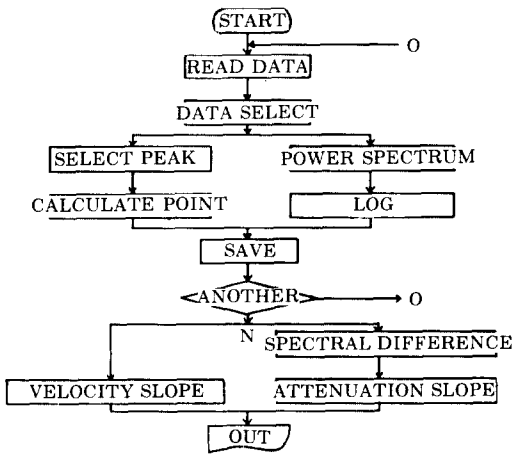 START
O
READ DATA
DATA SELECT
SELECT PEAK
POWER SPECTRUM
CALCULATE POINT
LOG
SAVE
ANOTHER
O
N
SPECTRAL DIFFERENCE
VELOCITY SLOPE
ATTENUATION SLOPE
OUT